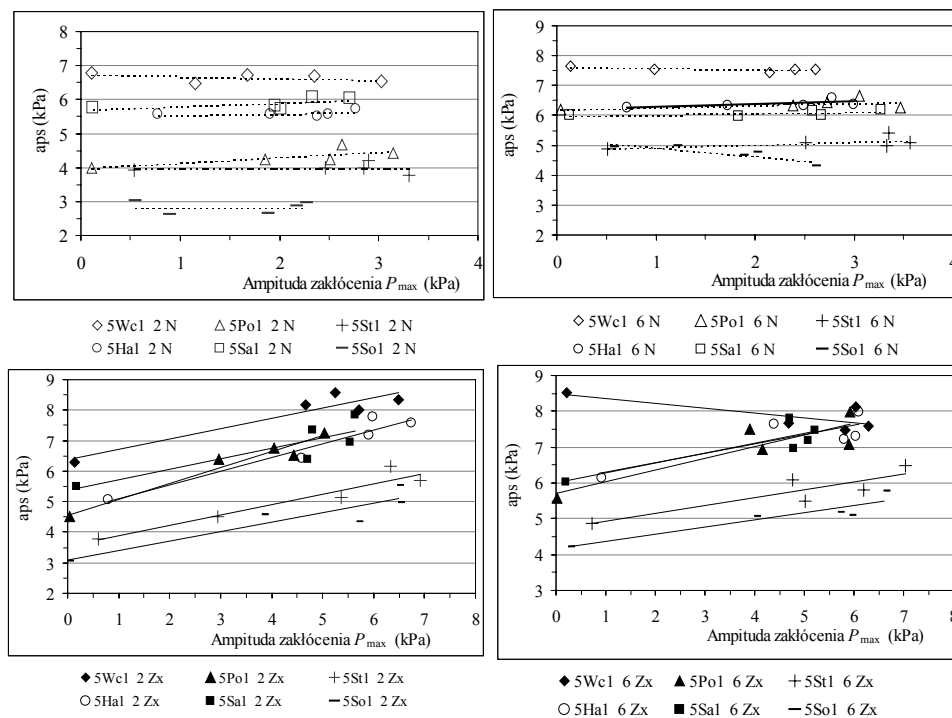 8
7
6
5
4
3
2
aps (kPa)
0 1 2 3 4
Ampituda zakłócenia Pmax (kPa)
5Wc1 2 N 5Po1 2 N 5St1 2 N
5Ha1 2 N 5Sa1 2 N 5So1 2 N
9
8
7
6
5
4
3
2
aps (kPa)
0 1 2 3 4
Ampituda zakłócenia Pmax (kPa)
5Wc1 6 N 5Po1 6 N 5St1 6 N
5Ha1 6 N 5Sa1 6 N 5So1 6 N
9
8
7
6
5
4
3
2
aps (kPa)
0 1 2 3 4 5 6 7 8
Ampituda zakłócenia Pmax (kPa)
5Wc1 2 Zx 5Po1 2 Zx 5St1 2 Zx
5Ha1 2 Zx 5Sa1 2 Zx 5So1 2 Zx
9
8
7
6
5
4
3
1
aps (kPa)
0 1 2 3 4 5 6 7 8
Ampituda zakłócenia Pmax (kPa)
5Wc1 6 Zx 5Po1 6 Zx 5St1 6 Zx
5Ha1 6 Zx 5Sa1 6 Zx 5So1 6 Zx